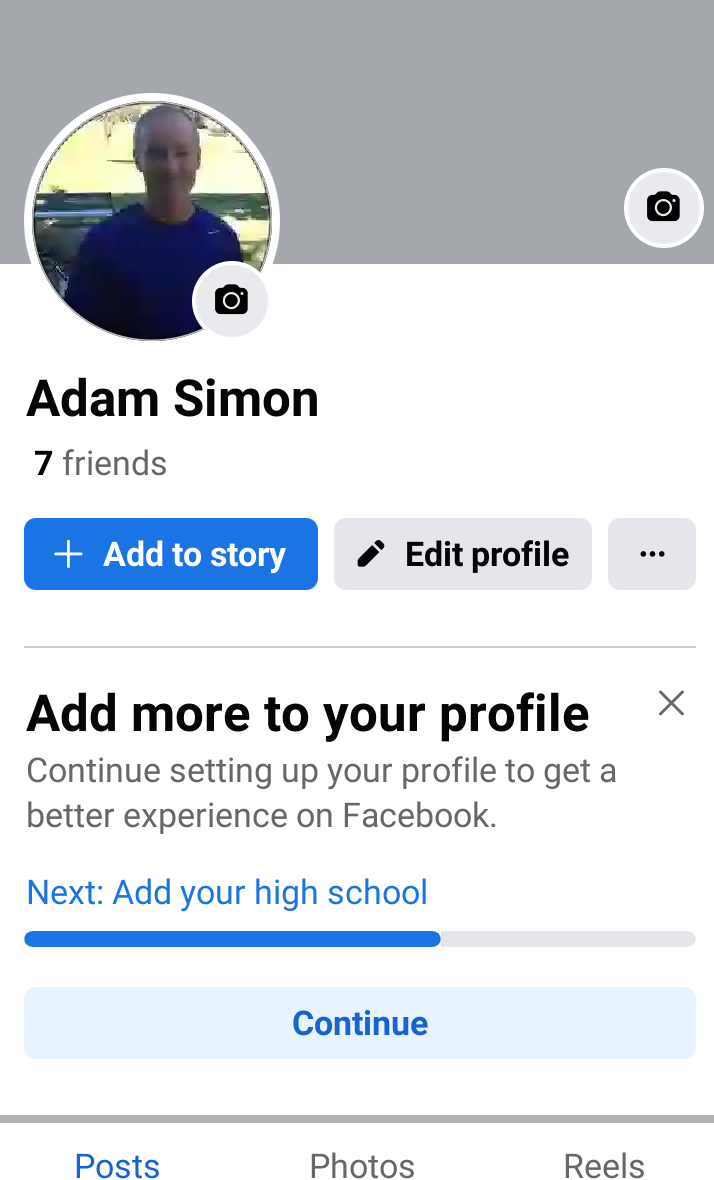 Adam Simon
7 friends
Add to story
Edit profile
Add more to your profile
Continue setting up your profile to get a
better experience on Facebook.
Next: Add your high school
Continue
Posts
Photos
Reels